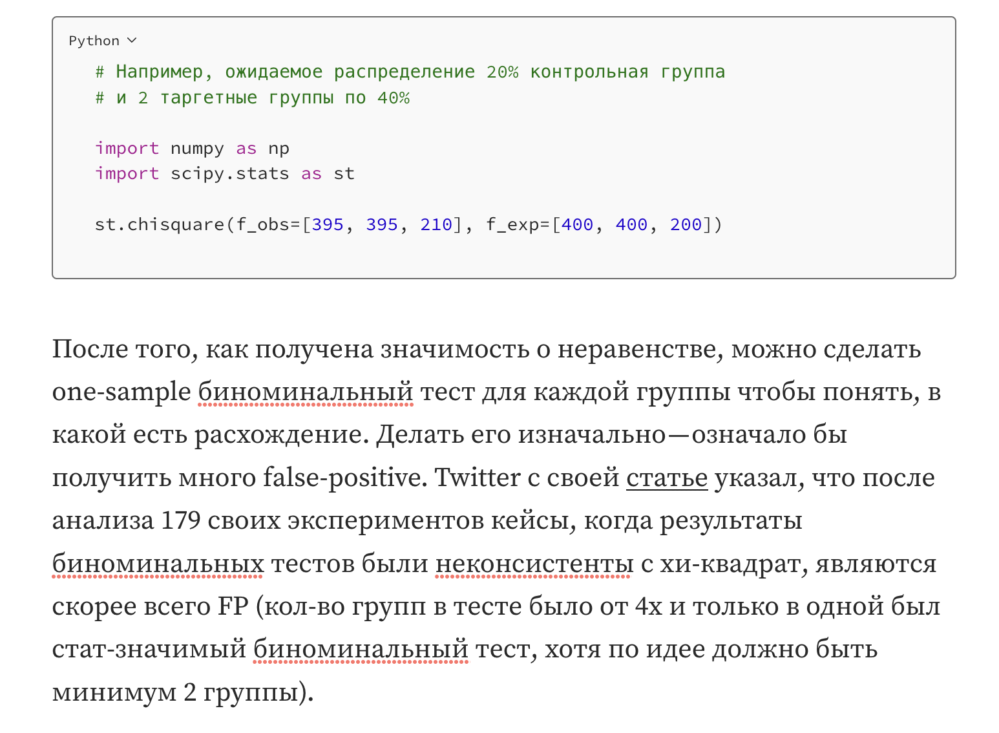 Python
# Например, ожидаемое распределение 20% контрольная группа
# и 2 таргетные группы по 40%
import numpy as np
import scipy.stats as st
st.chisquare(f_obs=[395, 395, 210], f_exp=[400, 400, 200])
После того, как получена значимость о неравенстве, можно сделать
one-sample биноминальный тест для каждой группы чтобы понять, в
какой есть расхождение. Делать его изначально—означало бы
получить много false-positive. Twitter с своей статье указал, что после
анализа 179 своих экспериментов кейсы, когда результаты
биноминальных тестов были неконсистенты с хи-квадрат, являются
скорее всего FP (кол-во групп в тесте было от 4х и только в одной был
стат-значимый биноминальный тест, хотя по идее должно быть
минимум 2 группы).